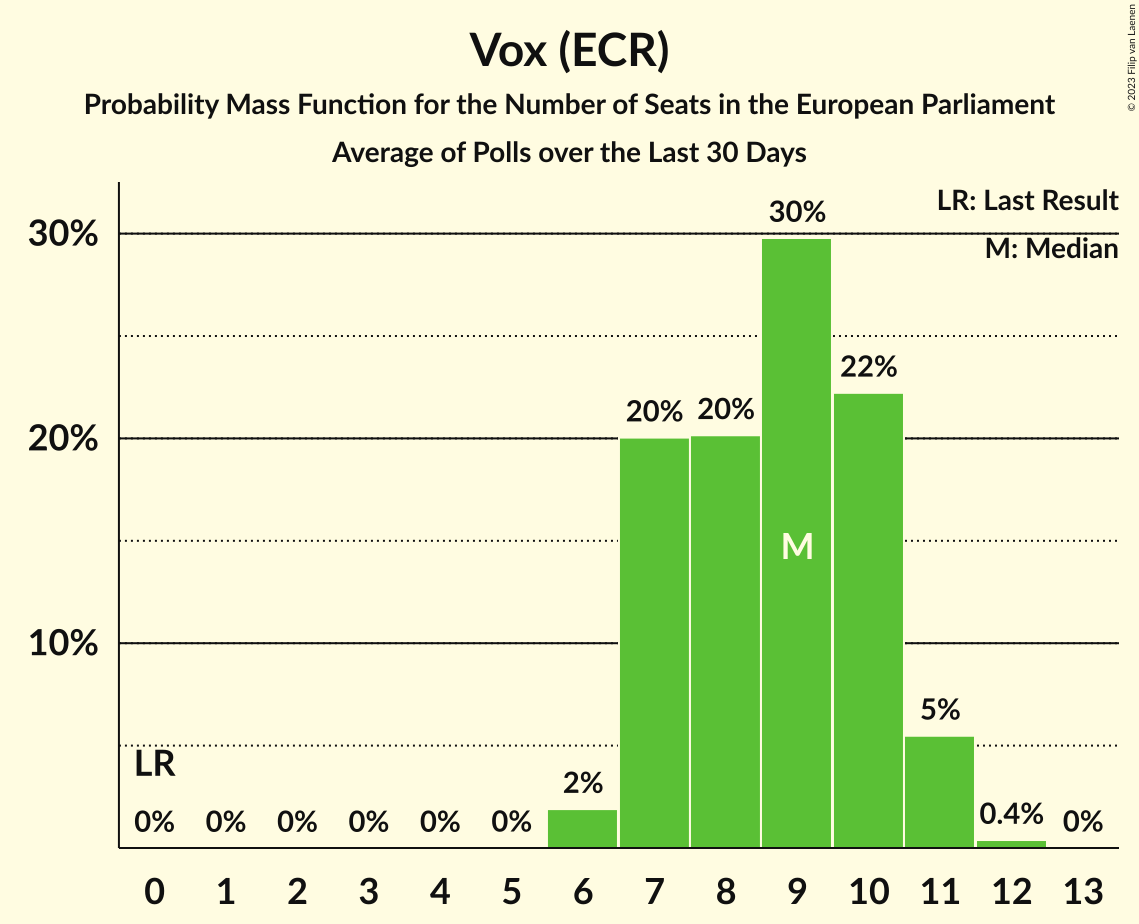 Vox (ECR)
Probability Mass Function for the Number of Seats in the European Parliament
Average of Polls over the Last 30 Days
© 2023 Filip van Laenen
LR: Last Result
M: Median
30%
20%
10%
LR
0% 0% 0% 0% 0% 0% 2% 20% 20% 30% 22% 5% 0.4% 0%
M
0 1 2 3 4 5 6 7 8 9 10 11 12 13